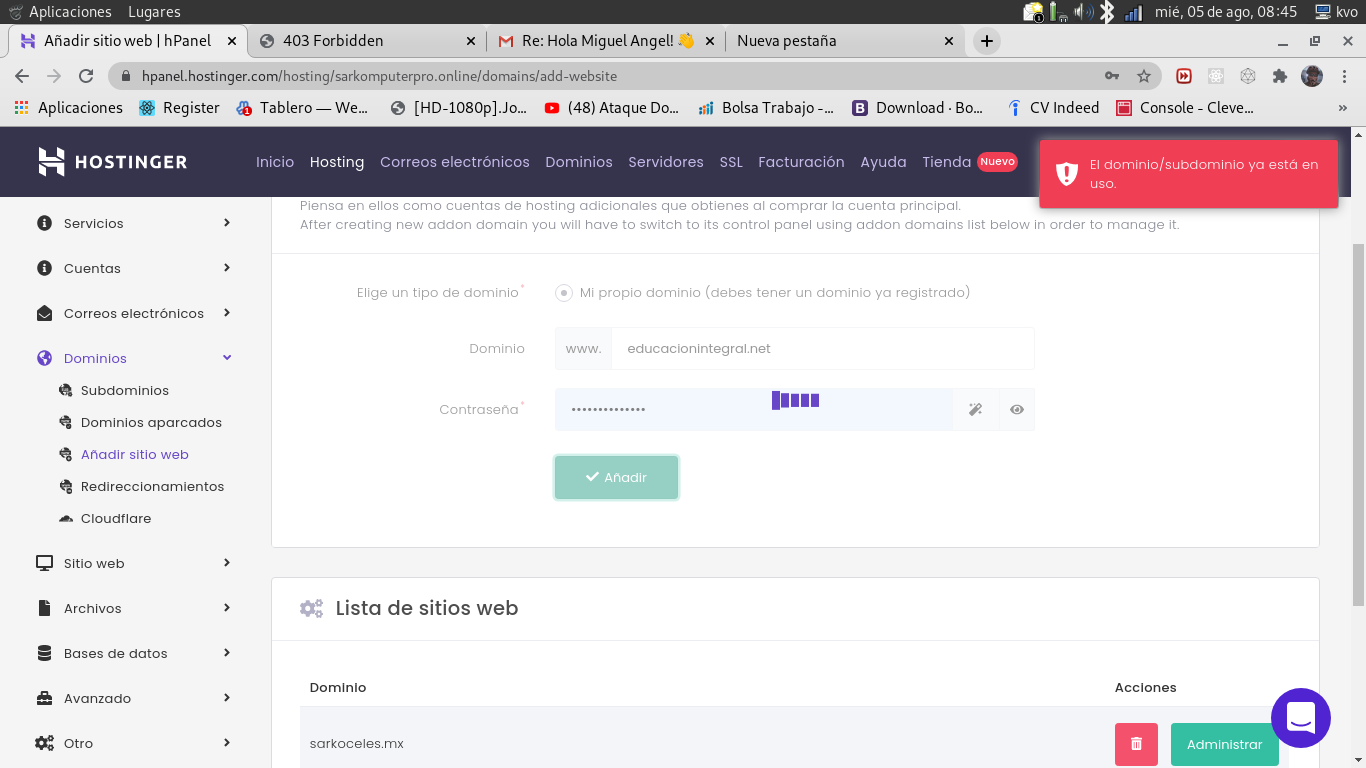 Aplicaciones Lugares mié, 05 de ago, 08:45 kvo
Añadir sitio web | hPanel 403 Forbidden Re: Hola Miguel Angel! 👋 Nueva pestaña
hpanel.hostinger.com/hosting/sarkomputerpro.online/domains/add-website
Aplicaciones Register Tablero — We... [HD-1080p].Jo... (48) Ataque Do... Bolsa Trabajo -... Download · Bo... CV Indeed Console - Cleve... »
HOSTINGER Inicio Hosting Correos electrónicos Dominios Servidores SSL Facturación Ayuda Tienda Nuevo
El dominio/subdominio ya está en
uso.
Servicios
Cuentas
Correos electrónicos
Dominios
Subdominios
Dominios aparcados
Añadir sitio web
Redireccionamientos
Cloudflare
Sitio web
Archivos
Bases de datos
Avanzado
Otro
Piensa en ellos como cuentas de hosting adicionales que obtienes al comprar la cuenta principal.
After creating new addon domain you will have to switch to its control panel using addon domains list below in order to manage it.
Elige un tipo de dominio* Mi propio dominio (debes tener un dominio ya registrado)
Dominio www. educacionintegral.net
Contraseña* ••••••••••••••
Añadir
Lista de sitios web
Dominio Acciones
sarkoceles.mx Administrar